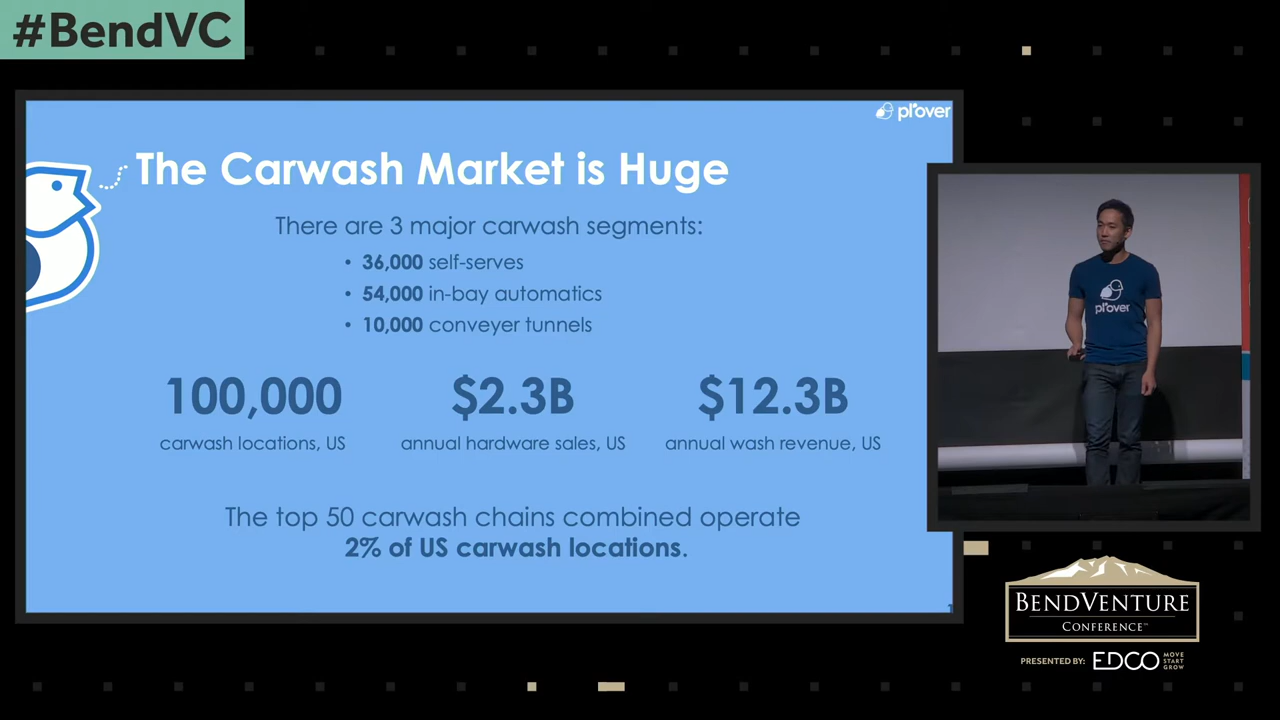 #BendVC
plover
The Carwash Market is Huge
There are 3 major carwash segments:
• 36,000 self-serves
• 54,000 in-bay automatics
• 10,000 conveyer tunnels
100,000
carwash locations, US
$2.3B
annual hardware sales, US
$12.3B
annual wash revenue, US
The top 50 carwash chains combined operate
2% of US carwash locations.
plover
BENDVENTURE
CONFERENCE™
PRESENTED BY: EDCO MOVE START GROW